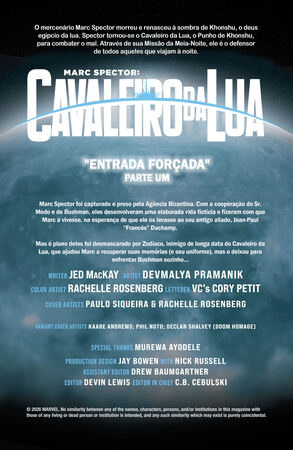 O mercenário Marc Spector morreu e renasceu à sombra de Khonshu, o deus
egípcio da lua. Spector tornou-se o Cavaleiro da Lua, o Punho de Khonshu,
para combater o mal. Através de sua Missão da Meia-Noite, ele é o defensor
de todos aqueles que viajam à noite.
MARC SPECTOR:
CAVALEIRO DA LUA
"ENTRADA FORÇADA"
PARTE UM
Marc Spector foi capturado e preso pela Agência Bizantina. Com a cooperação do Sr.
Medo e de Bushman, eles desenvolveram uma elaborada vida fictícia e fizeram com que
Marc a vivesse, na esperança de que ele os levasse ao seu antigo aliado, Jean-Paul
"Francês" Duchamp.
Mas o plano deles foi desmascarado por Zodíaco, inimigo de longa data do Cavaleiro da
Lua, que ajudou Marc a recuperar suas memórias (e seu uniforme), mas o deixou para
enfrentar Bushman sozinho...
WRITER JED MacKAY ARTIST DEVMALYA PRAMANIK
COLOR ARTIST RACHELLE ROSENBERG LETTERER VC's CORY PETIT
COVER ARTISTS PAULO SIQUEIRA & RACHELLE ROSENBERG
VARIANT COVER ARTISTS KAARE ANDREWS; PHIL NOTO; DECLAN SHALVEY (DOOM HOMAGE)
SPECIAL THANKS MUREWA AYODELE
PRODUCTION DESIGN JAY BOWEN WITH NICK RUSSELL
ASSISTANT EDITOR DREW BAUMGARTNER
EDITOR DEVIN LEWIS EDITOR IN CHIEF C.B. CEBULSKI
© 2026 MARVEL. No similarity between any of the names, characters, persons, and/or institutions in this magazine with
those of any living or dead person or institution is intended, and any such similarity which may exist is purely coincidental.